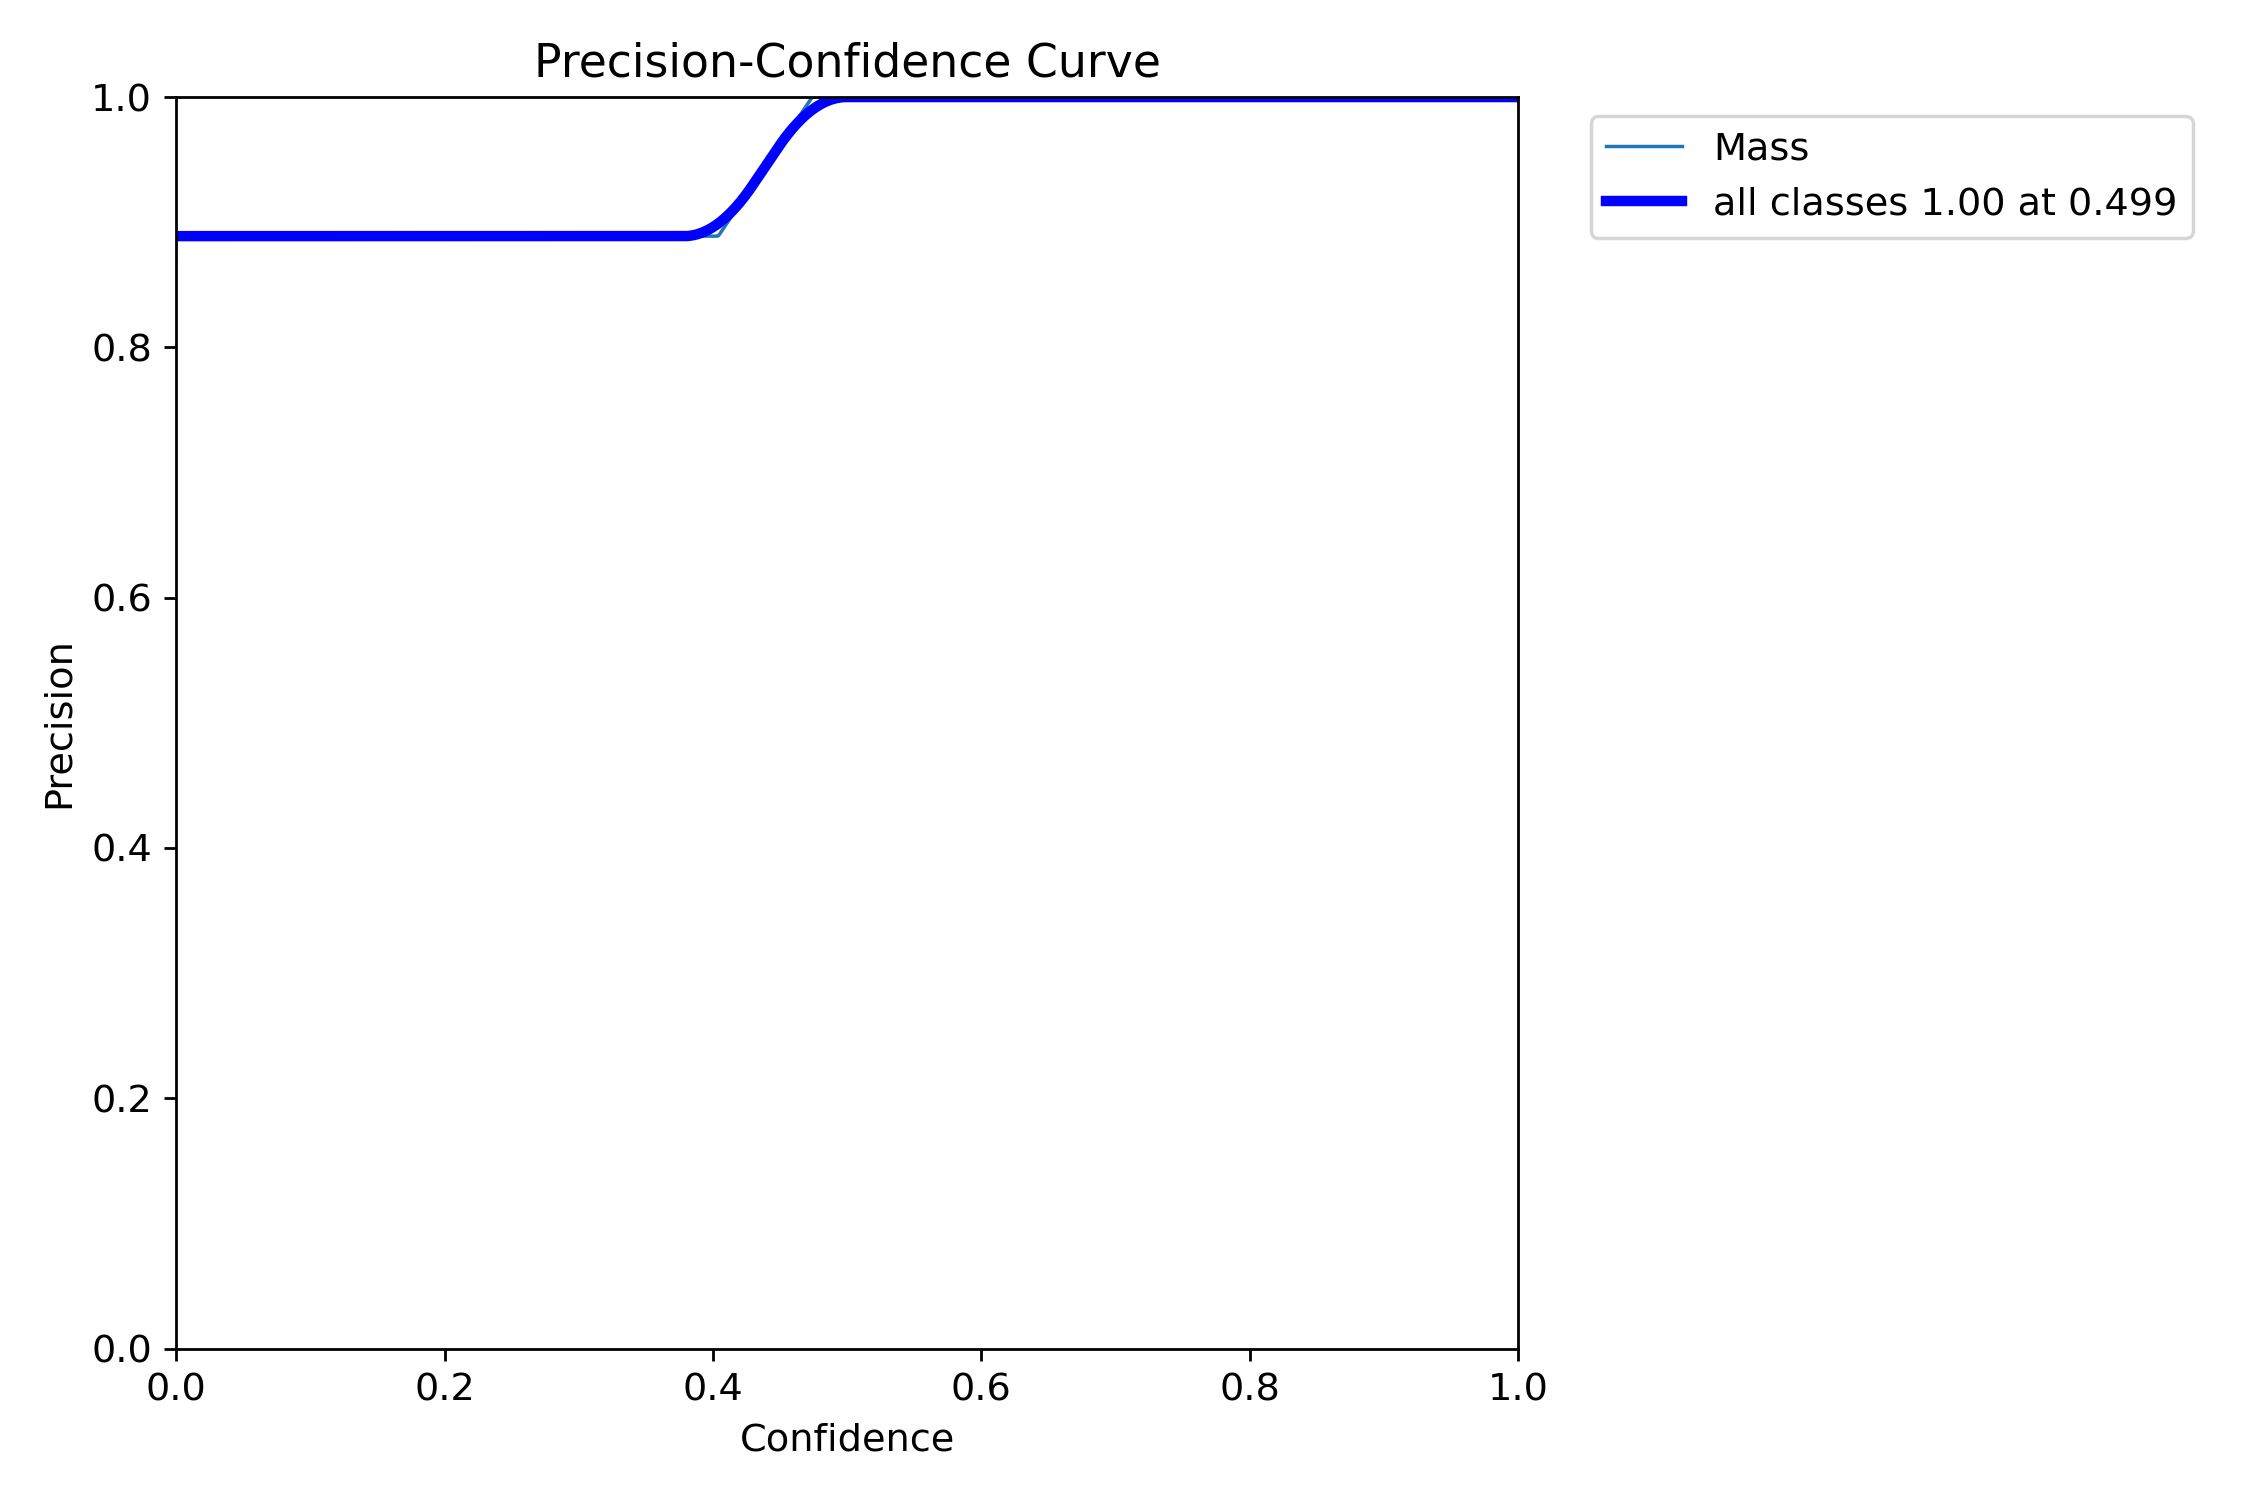 Precision-Confidence Curve
Mass
all classes 1.00 at 0.499
Precision
1.0
0.8
0.6
0.4
0.2
0.0
0.0 0.2 0.4 0.6 0.8 1.0
Confidence